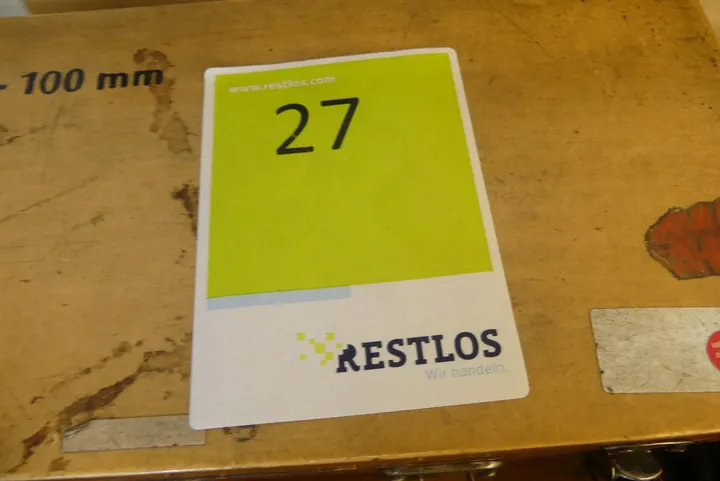 - 100 mm
www.restlos.com
27
RESTLOS
Wir handeln.